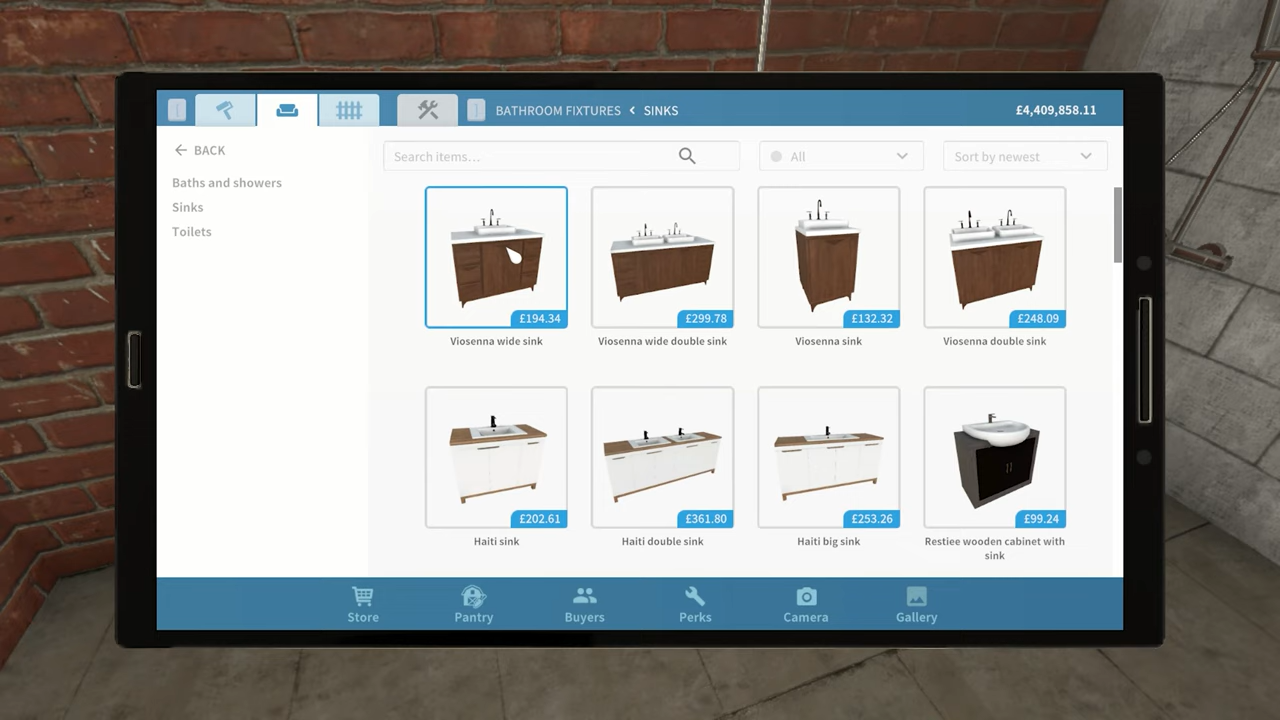 BATHROOM FIXTURES < SINKS
£4,409,858.11
BACK
Search items...
All
Sort by newest
Baths and showers
Sinks
Toilets
£194.34
£299.78
£132.32
£248.09
Viosenna wide sink
Viosenna wide double sink
Viosenna sink
Viosenna double sink
£202.61
£361.80
£253.26
£99.24
Haiti sink
Haiti double sink
Haiti big sink
Restiee wooden cabinet with
sink
Store
Pantry
Buyers
Perks
Camera
Gallery